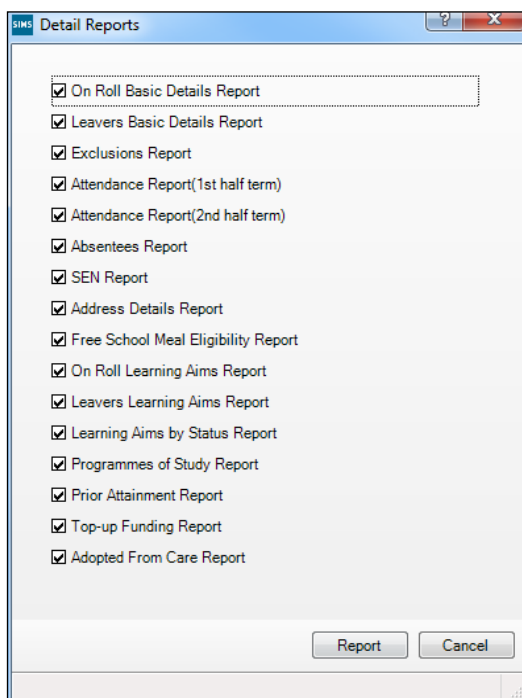 SIMS Detail Reports ? X
On Roll Basic Details Report
Leavers Basic Details Report
Exclusions Report
Attendance Report(1st half term)
Attendance Report(2nd half term)
Absentees Report
SEN Report
Address Details Report
Free School Meal Eligibility Report
On Roll Learning Aims Report
Leavers Learning Aims Report
Learning Aims by Status Report
Programmes of Study Report
Prior Attainment Report
Top-up Funding Report
Adopted From Care Report
Report Cancel